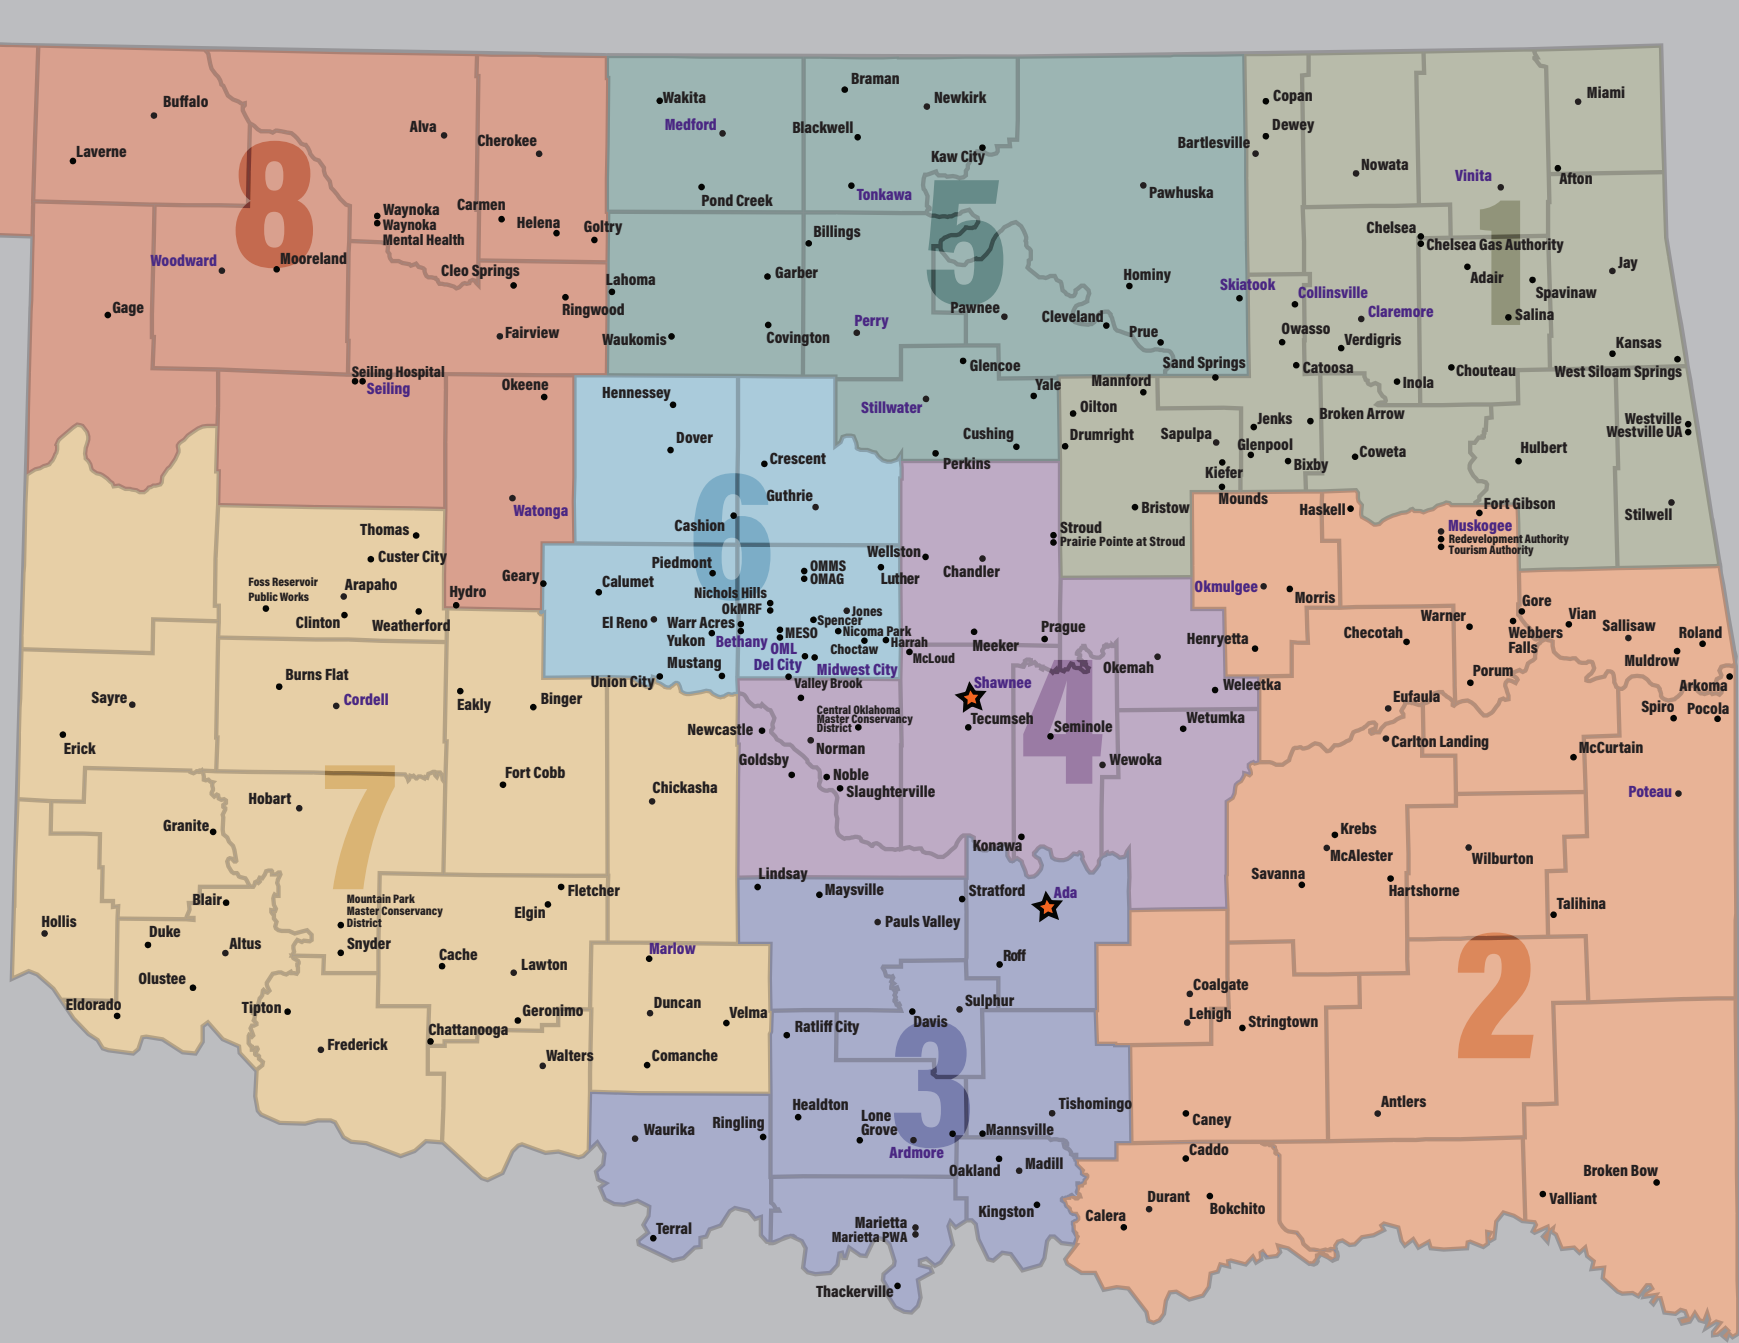 8
Buffalo
Laverne
Alva
Cherokee
Waynoka
Waynoka
Mental Health
Carmen
Helena
Goltry
Woodward
Mooreland
Cleo Springs
Gage
Ringwood
Fairview
Seiling Hospital
Seiling
Okeene
Watonga
Geary
Hydro
5
Wakita
Medford
Braman
Newkirk
Blackwell
Kaw City
Pond Creek
Tonkawa
Pawhuska
Billings
Lahoma
Garber
Hominy
Waukomis
Covington
Perry
Pawnee
Cleveland
Prue
Glencoe
Stillwater
Yale
Cushing
Perkins
1
Copan
Dewey
Bartlesville
Miami
Nowata
Vinita
Afton
Chelsea
Chelsea Gas Authority
Skiatook
Collinsville
Claremore
Adair
Spavinaw
Jay
Salina
Owasso
Verdigris
Kansas
Sand Springs
Catoosa
Inola
Chouteau
West Siloam Springs
Mannford
Oilton
Drumright
Sapulpa
Jenks
Glenpool
Broken Arrow
Kiefer
Bixby
Coweta
Hulbert
Westville
Westville UA
Mounds
Bristow
Fort Gibson
Stilwell
Stroud
Prairie Pointe at Stroud
6
Hennessey
Dover
Crescent
Guthrie
Cashion
Piedmont
Calumet
OMMS
OMAG
Luther
Nichols Hills
OkMRF
El Reno
Warr Acres
Yukon
Bethany
MESO
OML
Spencer
Jones
Nicoma Park
Choctaw
Harrah
Mustang
Del City
Midwest City
Union City
4
Wellston
Chandler
Meeker
Prague
McLoud
Okemah
Shawnee
Tecumseh
Seminole
Weleetka
Wetumka
Wewoka
Valley Brook
Central Oklahoma
Master Conservancy
District
Newcastle
Norman
Goldsby
Noble
Slaughterville
Konawa
7
Thomas
Custer City
Foss Reservoir
Public Works
Arapaho
Clinton
Weatherford
Burns Flat
Cordell
Sayre
Erick
Eakly
Binger
Fort Cobb
Chickasha
Hobart
Granite
Blair
Mountain Park
Master Conservancy
District
Snyder
Fletcher
Elgin
Hollis
Duke
Altus
Olustee
Eldorado
Cache
Lawton
Tipton
Geronimo
Chattanooga
Frederick
Walters
Marlow
Duncan
Velma
Comanche
3
Lindsay
Maysville
Stratford
Ada
Pauls Valley
Roff
Sulphur
Davis
Ratliff City
Healdton
Lone
Grove
Ardmore
Tishomingo
Mannsville
Waurika
Ringling
Oakland
Madill
Kingston
Terral
Marietta
Marietta PWA
Thackerville
2
Haskell
Muskogee
Redevelopment Authority
Tourism Authority
Okmulgee
Morris
Henryetta
Checotah
Warner
Gore
Webbers
Falls
Vian
Sallisaw
Roland
Muldrow
Arkoma
Porum
Eufaula
Spiro
Pocola
Carlton Landing
McCurtain
Poteau
Krebs
McAlester
Wilburton
Savanna
Hartshorne
Talihina
Coalgate
Lehigh
Stringtown
Caney
Antlers
Caddo
Durant
Bokchito
Calera
Broken Bow
Valliant